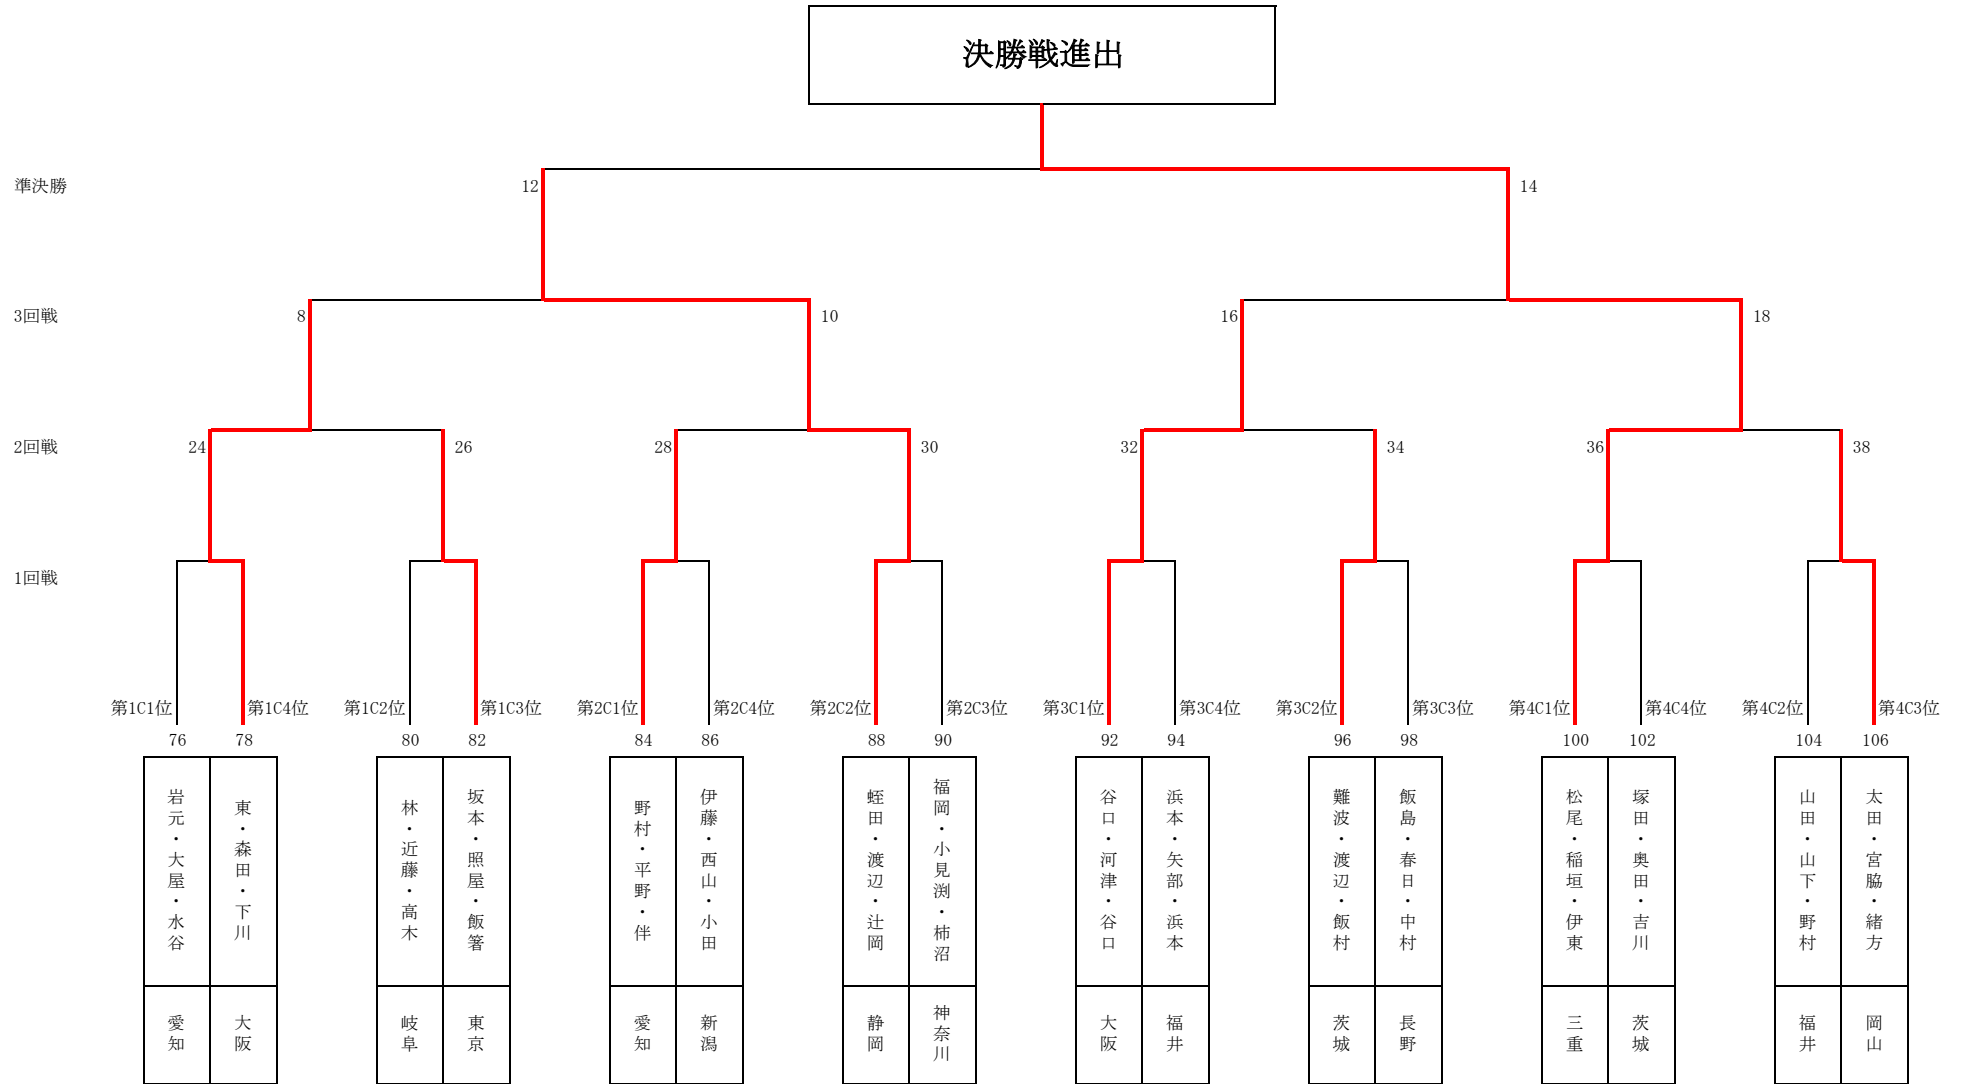 決勝戦進出
準決勝
12
14
3回戦
8
10
16
18
2回戦
24
26
28
30
32
34
36
38
1回戦
第1C1位
第1C4位
第1C2位
第1C3位
第2C1位
第2C4位
第2C2位
第2C3位
第3C1位
第3C4位
第3C2位
第3C3位
第4C1位
第4C4位
第4C2位
第4C3位
76
78
80
82
84
86
88
90
92
94
96
98
100
102
104
106
岩元・大屋・水谷
東・森田・下川
林・近藤・高木
坂本・照屋・飯箸
野村・平野・伴
伊藤・西山・小田
蛭田・渡辺・辻岡
福岡・小見渕・柿沼
谷口・河津・谷口
浜本・矢部・浜本
難波・渡辺・飯村
飯島・春日・中村
松尾・稲垣・伊東
塚田・奥田・吉川
山田・山下・野村
太田・宮脇・緒方
愛知
大阪
岐阜
東京
愛知
新潟
静岡
神奈川
大阪
福井
茨城
長野
三重
茨城
福井
岡山